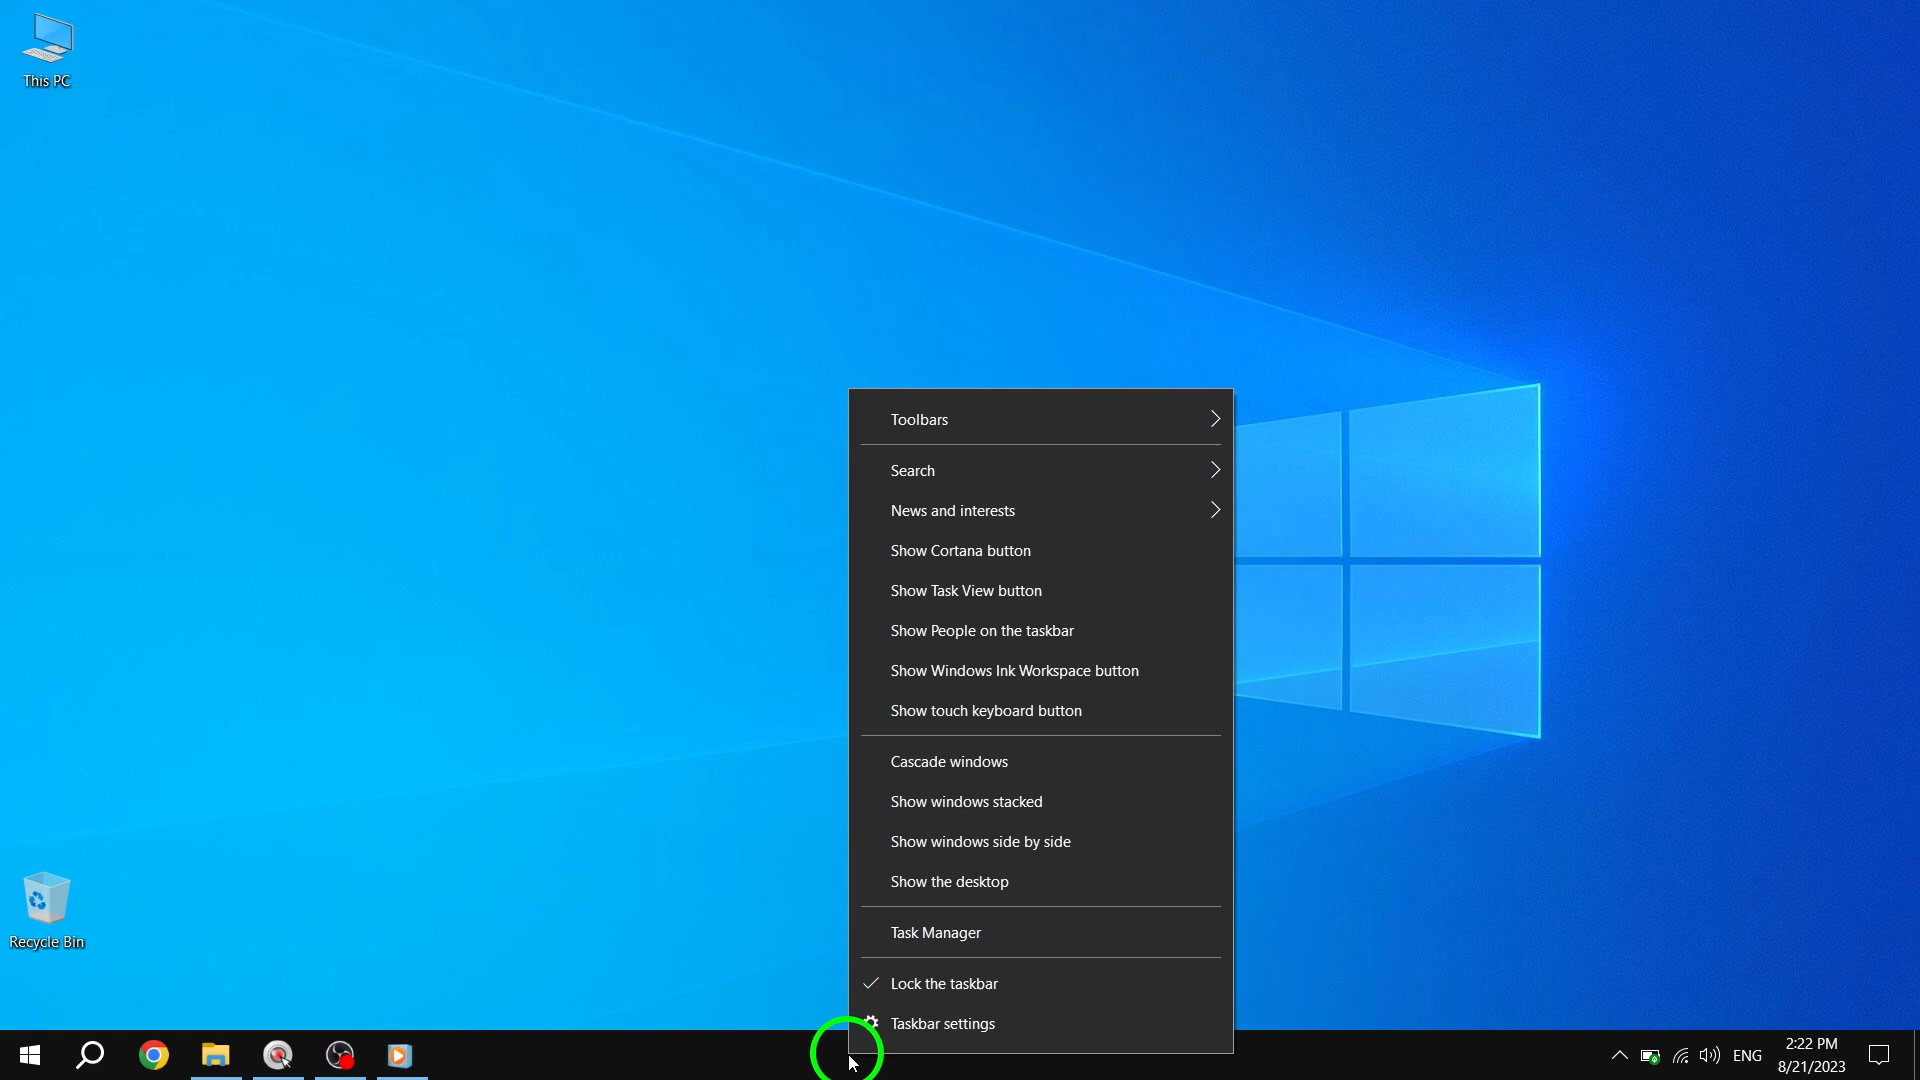 This PC
Toolbars
Search
News and interests
Show Cortana button
Show Task View button
Show People on the taskbar
Show Windows Ink Workspace button
Show touch keyboard button
Cascade windows
Show windows stacked
Show windows side by side
Show the desktop
Task Manager
Lock the taskbar
Taskbar settings
Recycle Bin
ENG
2:22 PM
8/21/2023